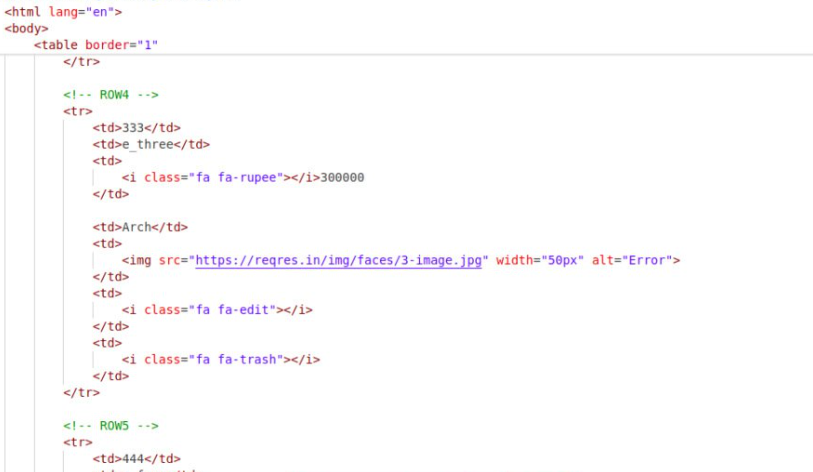 <html lang="en">
<body>
<table border="1"
</tr>
<!-- ROW4 -->
<tr>
<td>333</td>
<td>e_three</td>
<td>
<i class="fa fa-rupee"></i>300000
</td>
<td>Arch</td>
<td>
<img src="https://reqres.in/img/faces/3-image.jpg" width="50px" alt="Error">
</td>
<td>
<i class="fa fa-edit"></i>
</td>
<td>
<i class="fa fa-trash"></i>
</td>
</tr>
<!-- ROW5 -->
<tr>
<td>444</td>